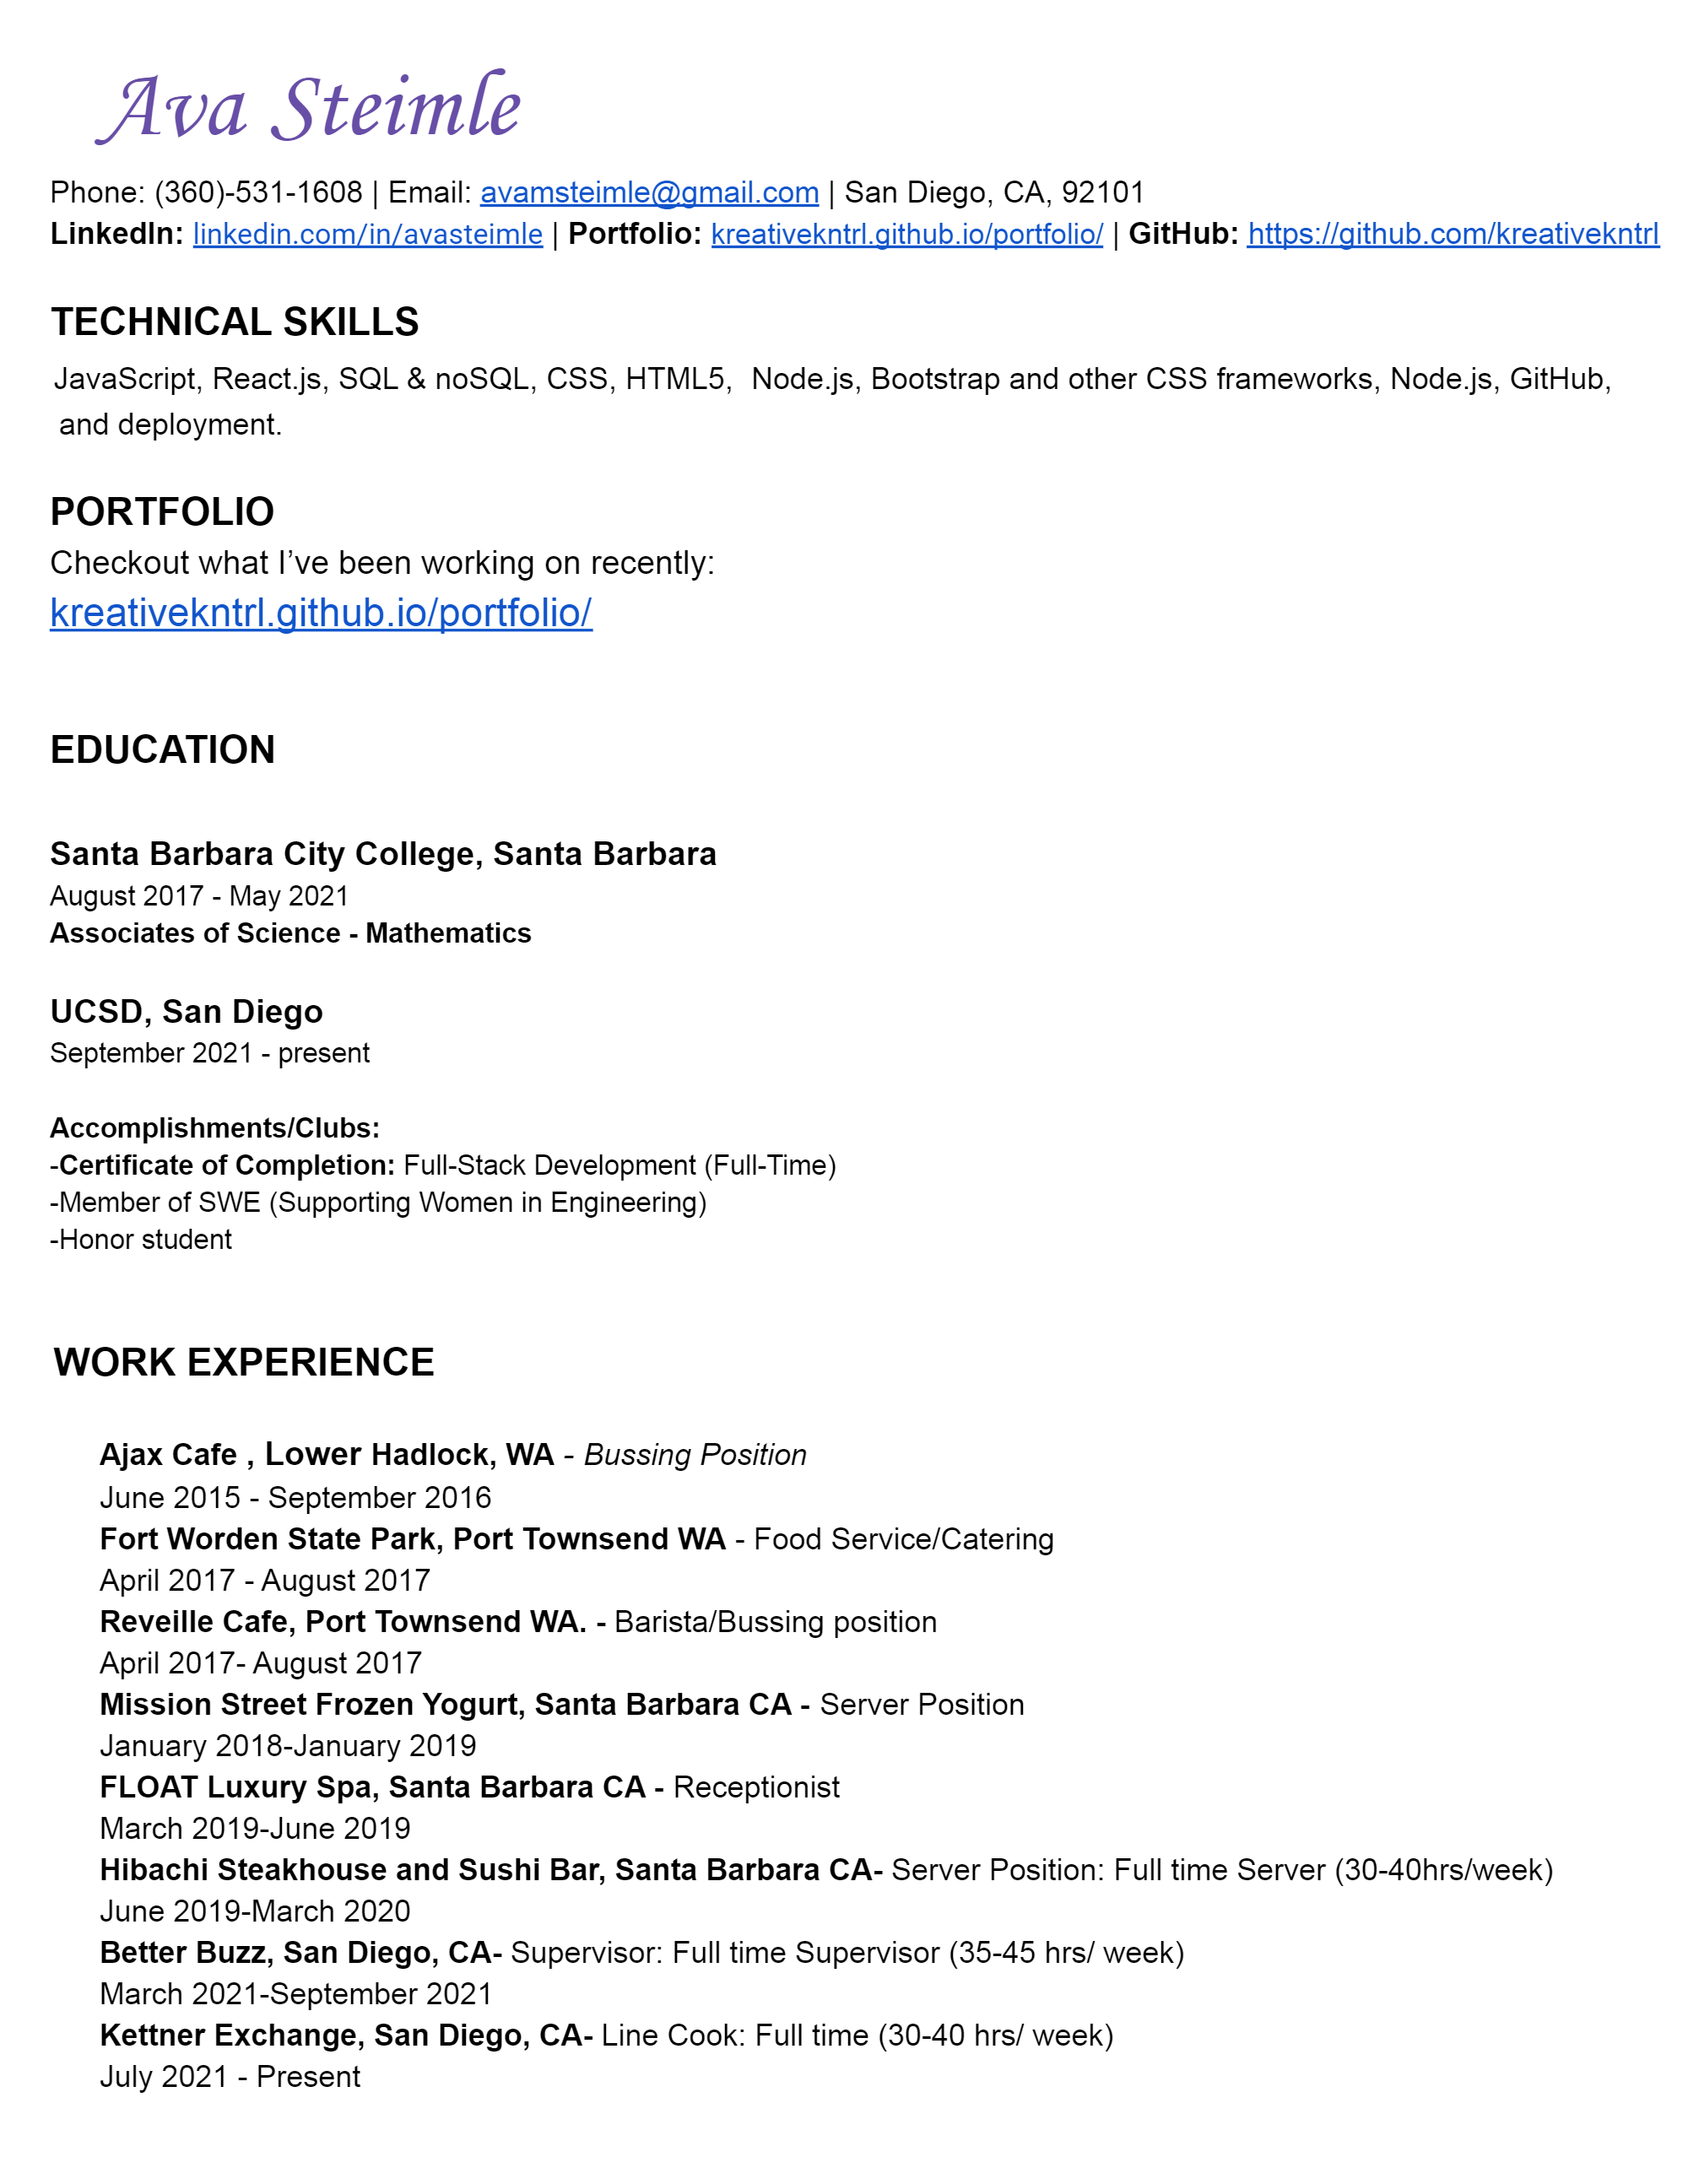 Ava Steimle
Phone: (360)-531-1608 | Email: avamsteimle@gmail.com | San Diego, CA, 92101
LinkedIn: linkedin.com/in/avasteimle | Portfolio: kreativekntrl.github.io/portfolio/ | GitHub: https://github.com/kreativekntrl
TECHNICAL SKILLS
JavaScript, React.js, SQL & noSQL, CSS, HTML5,  Node.js, Bootstrap and other CSS frameworks, Node.js, GitHub,
and deployment.
PORTFOLIO
Checkout what I’ve been working on recently:
kreativekntrl.github.io/portfolio/
EDUCATION
Santa Barbara City College, Santa Barbara
August 2017 - May 2021
Associates of Science - Mathematics
UCSD, San Diego
September 2021 - present
Accomplishments/Clubs:
-Certificate of Completion: Full-Stack Development (Full-Time)
-Member of SWE (Supporting Women in Engineering)
-Honor student
WORK EXPERIENCE
Ajax Cafe , Lower Hadlock, WA - Bussing Position
June 2015 - September 2016
Fort Worden State Park, Port Townsend WA - Food Service/Catering
April 2017 - August 2017
Reveille Cafe, Port Townsend WA. - Barista/Bussing position
April 2017- August 2017
Mission Street Frozen Yogurt, Santa Barbara CA - Server Position
January 2018-January 2019
FLOAT Luxury Spa, Santa Barbara CA - Receptionist
March 2019-June 2019
Hibachi Steakhouse and Sushi Bar, Santa Barbara CA- Server Position: Full time Server (30-40hrs/week)
June 2019-March 2020
Better Buzz, San Diego, CA- Supervisor: Full time Supervisor (35-45 hrs/ week)
March 2021-September 2021
Kettner Exchange, San Diego, CA- Line Cook: Full time (30-40 hrs/ week)
July 2021 - Present